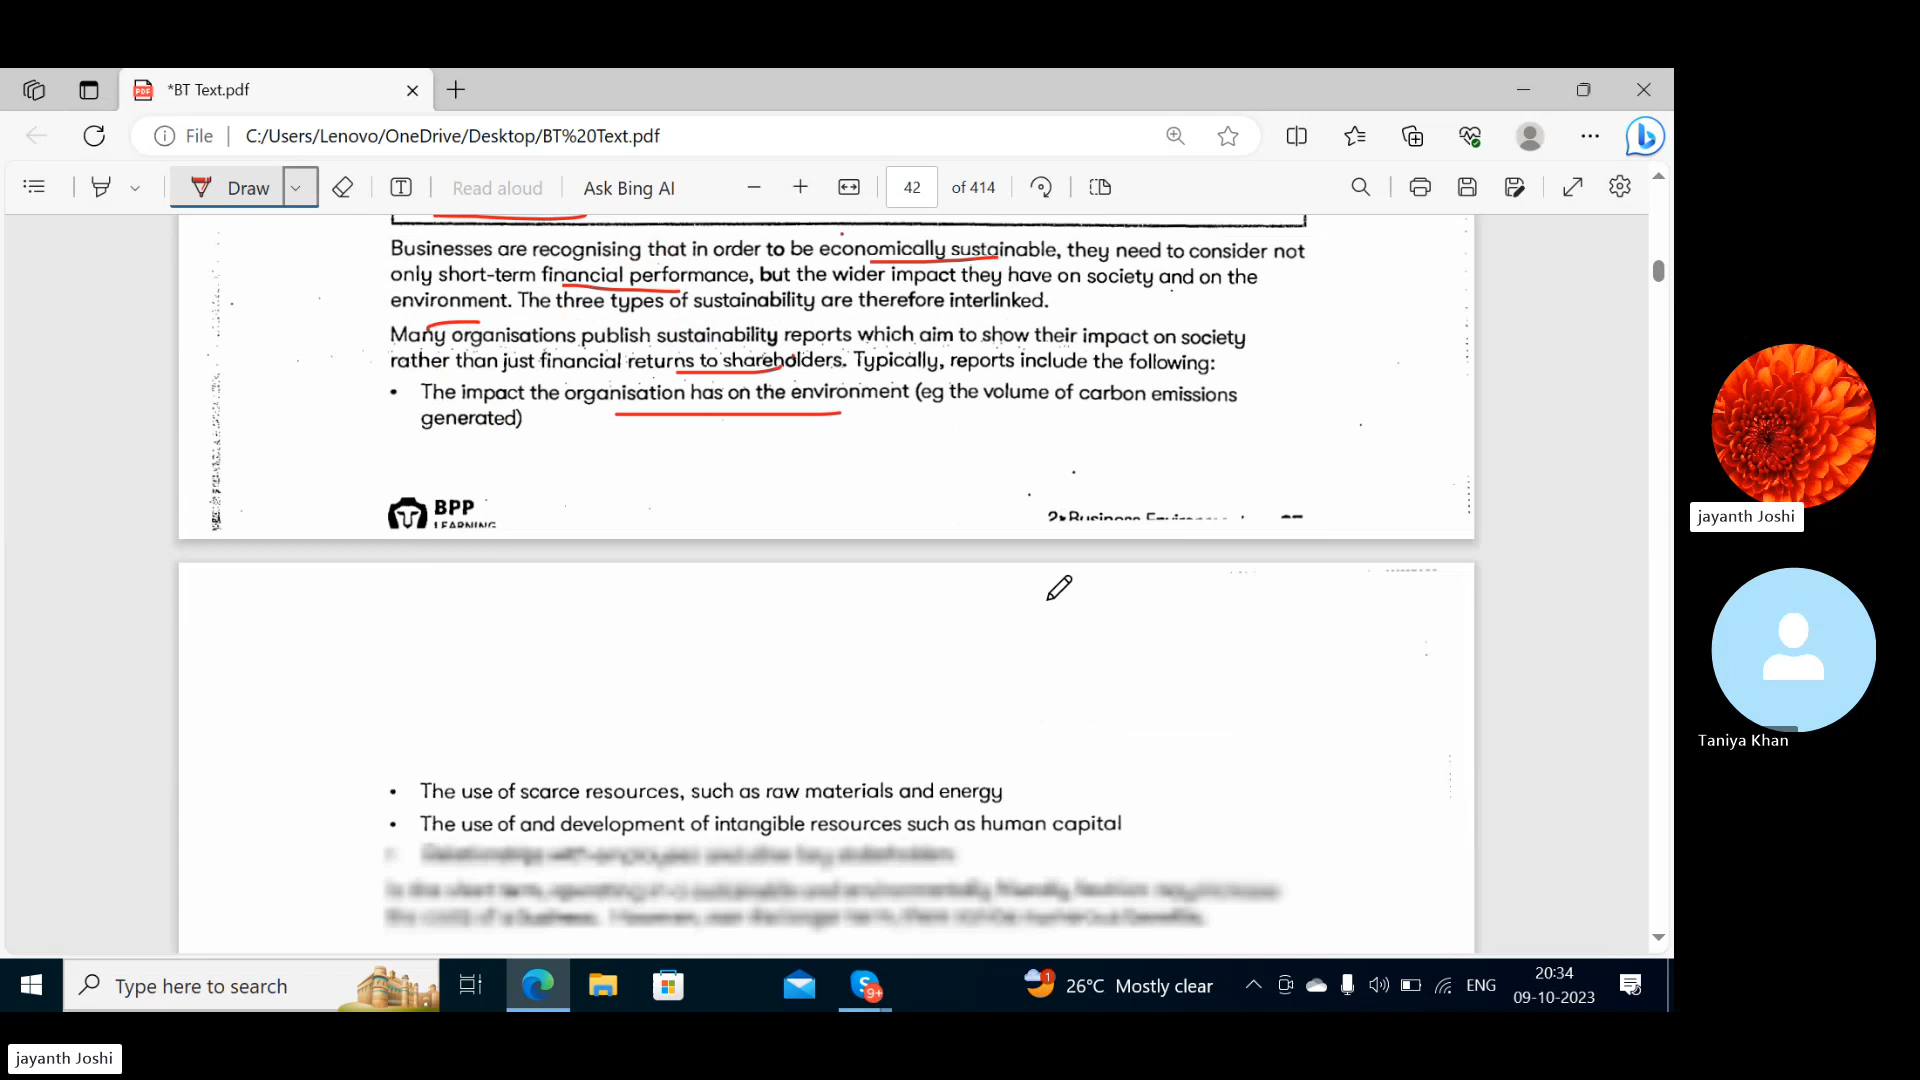 *BT Text.pdf
File
C:/Users/Lenovo/OneDrive/Desktop/BT%20Text.pdf
Draw
Read aloud
Ask Bing AI
42
of 414
Businesses are recognising that in order to be economically sustainable, they need to consider not
only short-term financial performance, but the wider impact they have on society and on the
environment. The three types of sustainability are therefore interlinked.
Many organisations publish sustainability reports which aim to show their impact on society
rather than just financial returns to shareholders. Typically, reports include the following:
• The impact the organisation has on the environment (eg the volume of carbon emissions
generated)
BPP
LEARNING
jayanth Joshi
Taniya Khan
• The use of scarce resources, such as raw materials and energy
• The use of and development of intangible resources such as human capital
Type here to search
9+
1
26°C Mostly clear
ENG
20:34
09-10-2023
jayanth Joshi